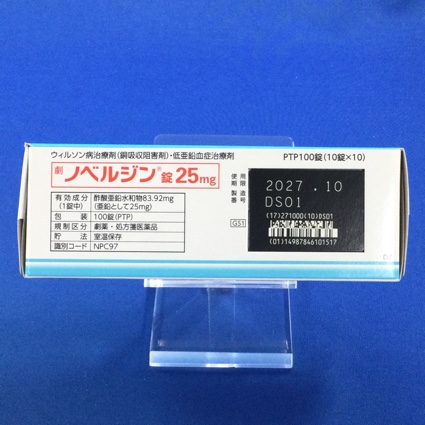 ウィルソン病治療剤(銅吸収阻害剤)・低亜鉛血症治療剤
PTP100錠(10錠×10)
劇 ノベルジン®錠25mg
使用期限 2027.10
製造番号 DS01
(17)271000(10)DS01
GS1
(01)14987846101517
有効成分(1錠中) 酢酸亜鉛水和物83.92mg(亜鉛として25mg)
包装 100錠(PTP)
規制区分 劇薬・処方箋医薬品
貯法 室温保存
識別コード NPC97